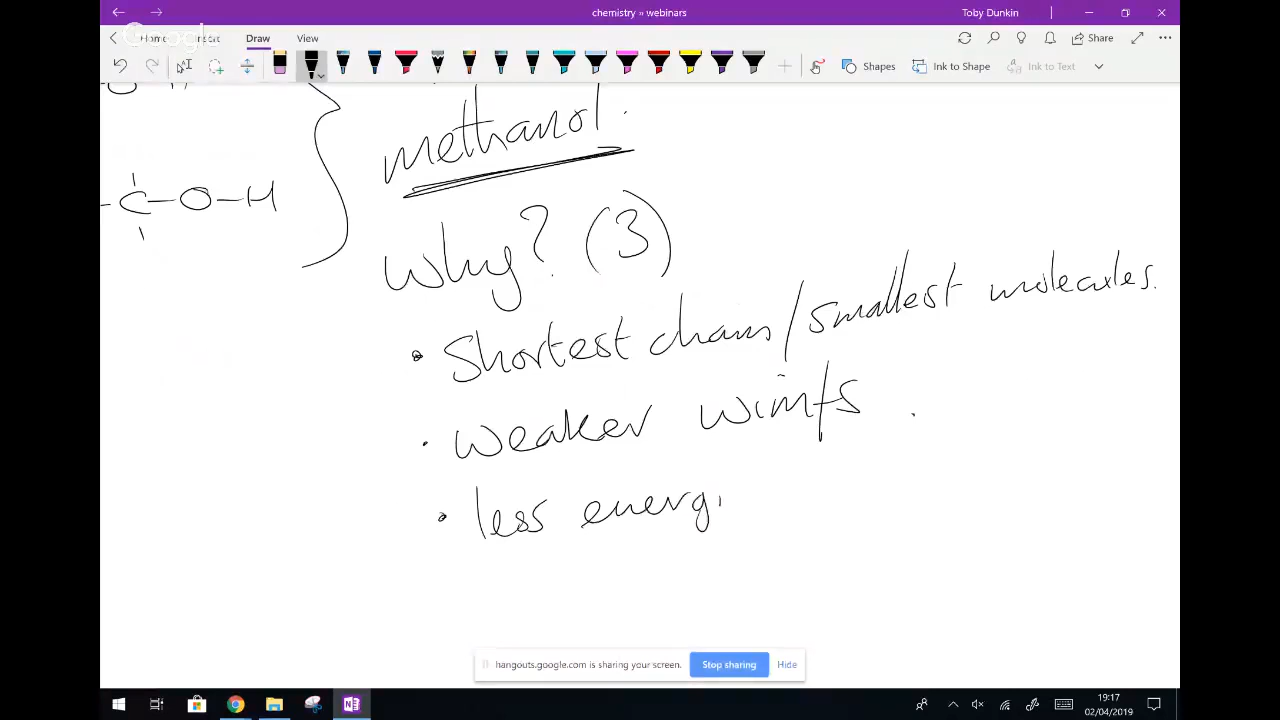 chemistry » webinars
Toby Dunkin
Google
Home Insert Draw View
Share
Shapes
Ink to Shape
Ink to Text
methanol.
C-O-H
why? (3)
• Shortest chain/smallest molecules.
• weaker wimfs
• less energ
hangouts.google.com is sharing your screen. Stop sharing Hide
19:17
02/04/2019